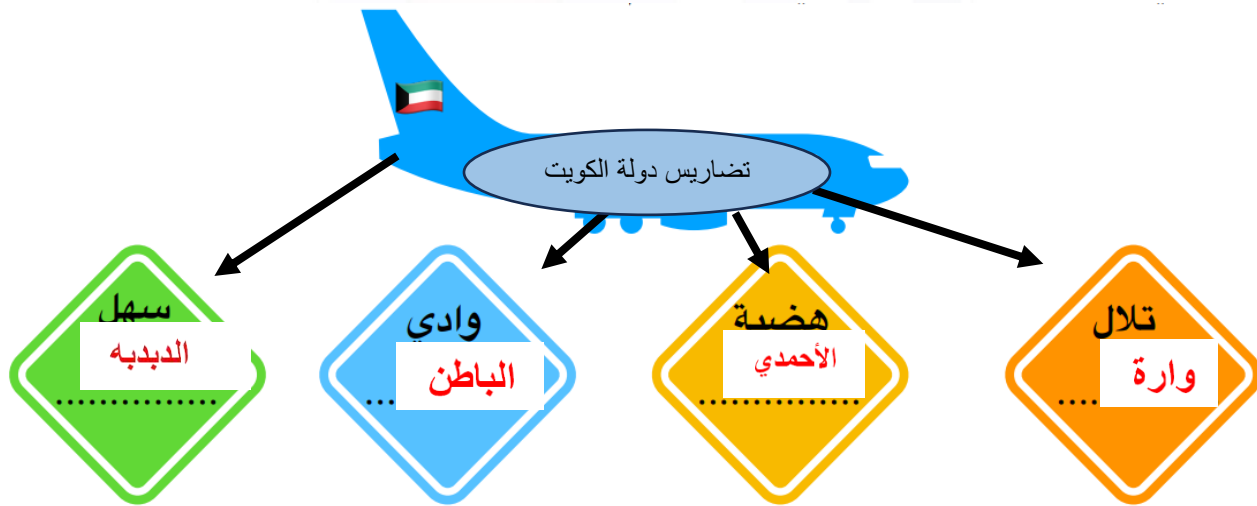 تضاريس دولة الكويت
تلال
وارة
....
هضبة
الأحمدي
...............
وادي
الباطن
...
سهل
الدبدبه
...............